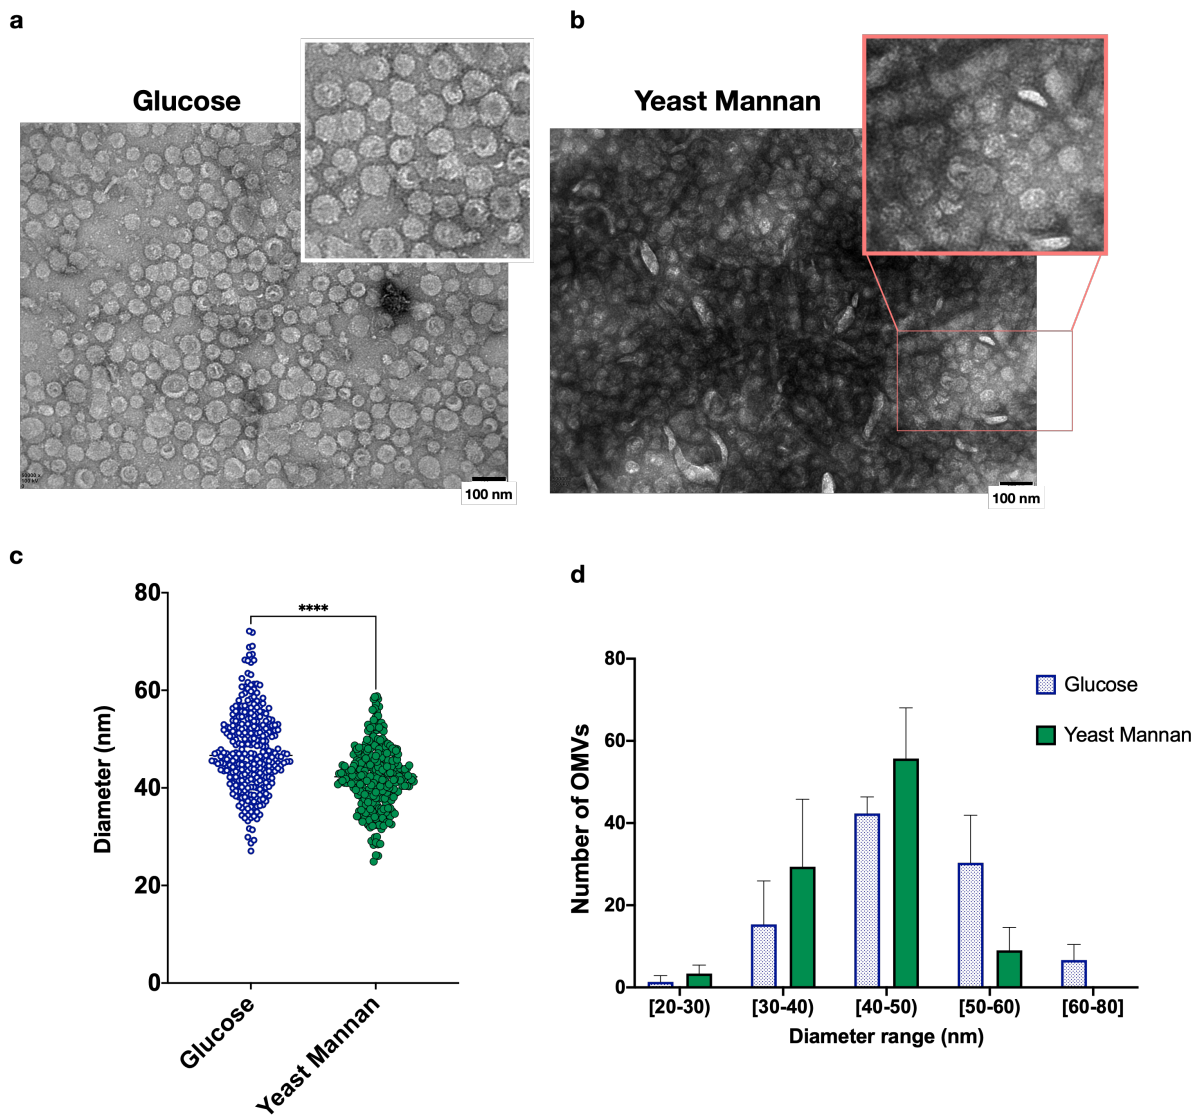 a
b
Glucose
Yeast Mannan
100 nm
100 nm
c
d
80
60
40
20
0
Diameter (nm)
****
Glucose
Yeast Mannan
80
60
40
20
0
Number of OMVs
Glucose
Yeast Mannan
[20-30)
[30-40)
[40-50)
[50-60)
[60-80]
Diameter range (nm)